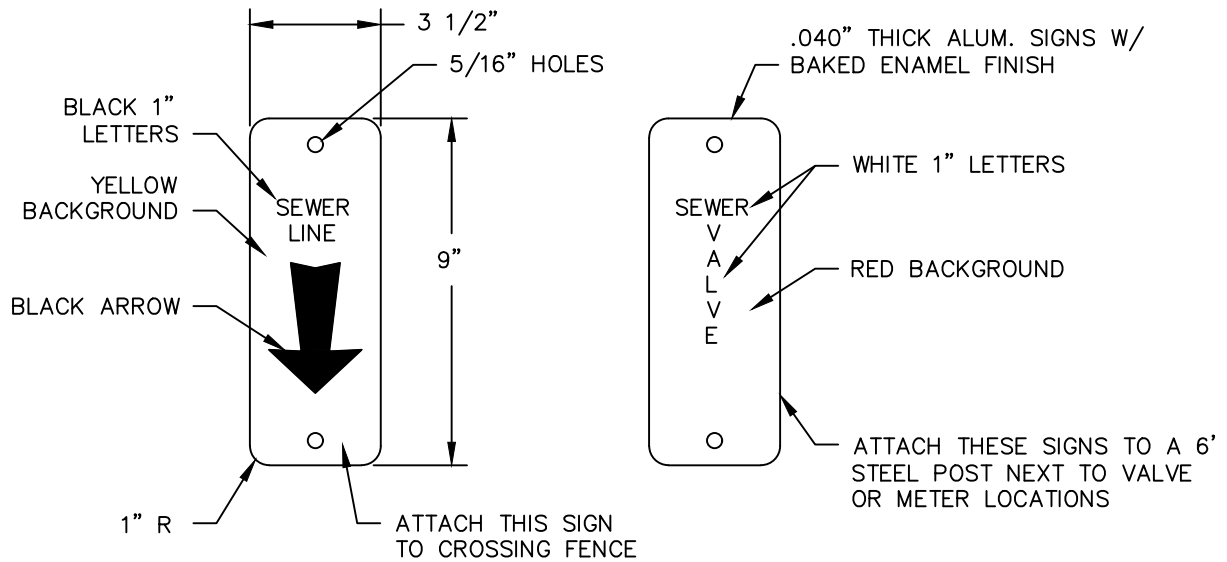 3 1/2”
5/16” HOLES
BLACK 1”
LETTERS
YELLOW
BACKGROUND
SEWER
LINE
9”
BLACK ARROW
1” R
ATTACH THIS SIGN
TO CROSSING FENCE
.040” THICK ALUM. SIGNS W/
BAKED ENAMEL FINISH
WHITE 1” LETTERS
SEWER
V
A
L
V
E
RED BACKGROUND
ATTACH THESE SIGNS TO A 6’
STEEL POST NEXT TO VALVE
OR METER LOCATIONS